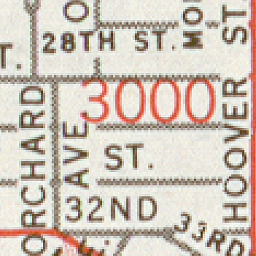 28TH ST.
T.
3000
HOOVER ST
ORCHARD
AVE
ST.
32ND
33RD